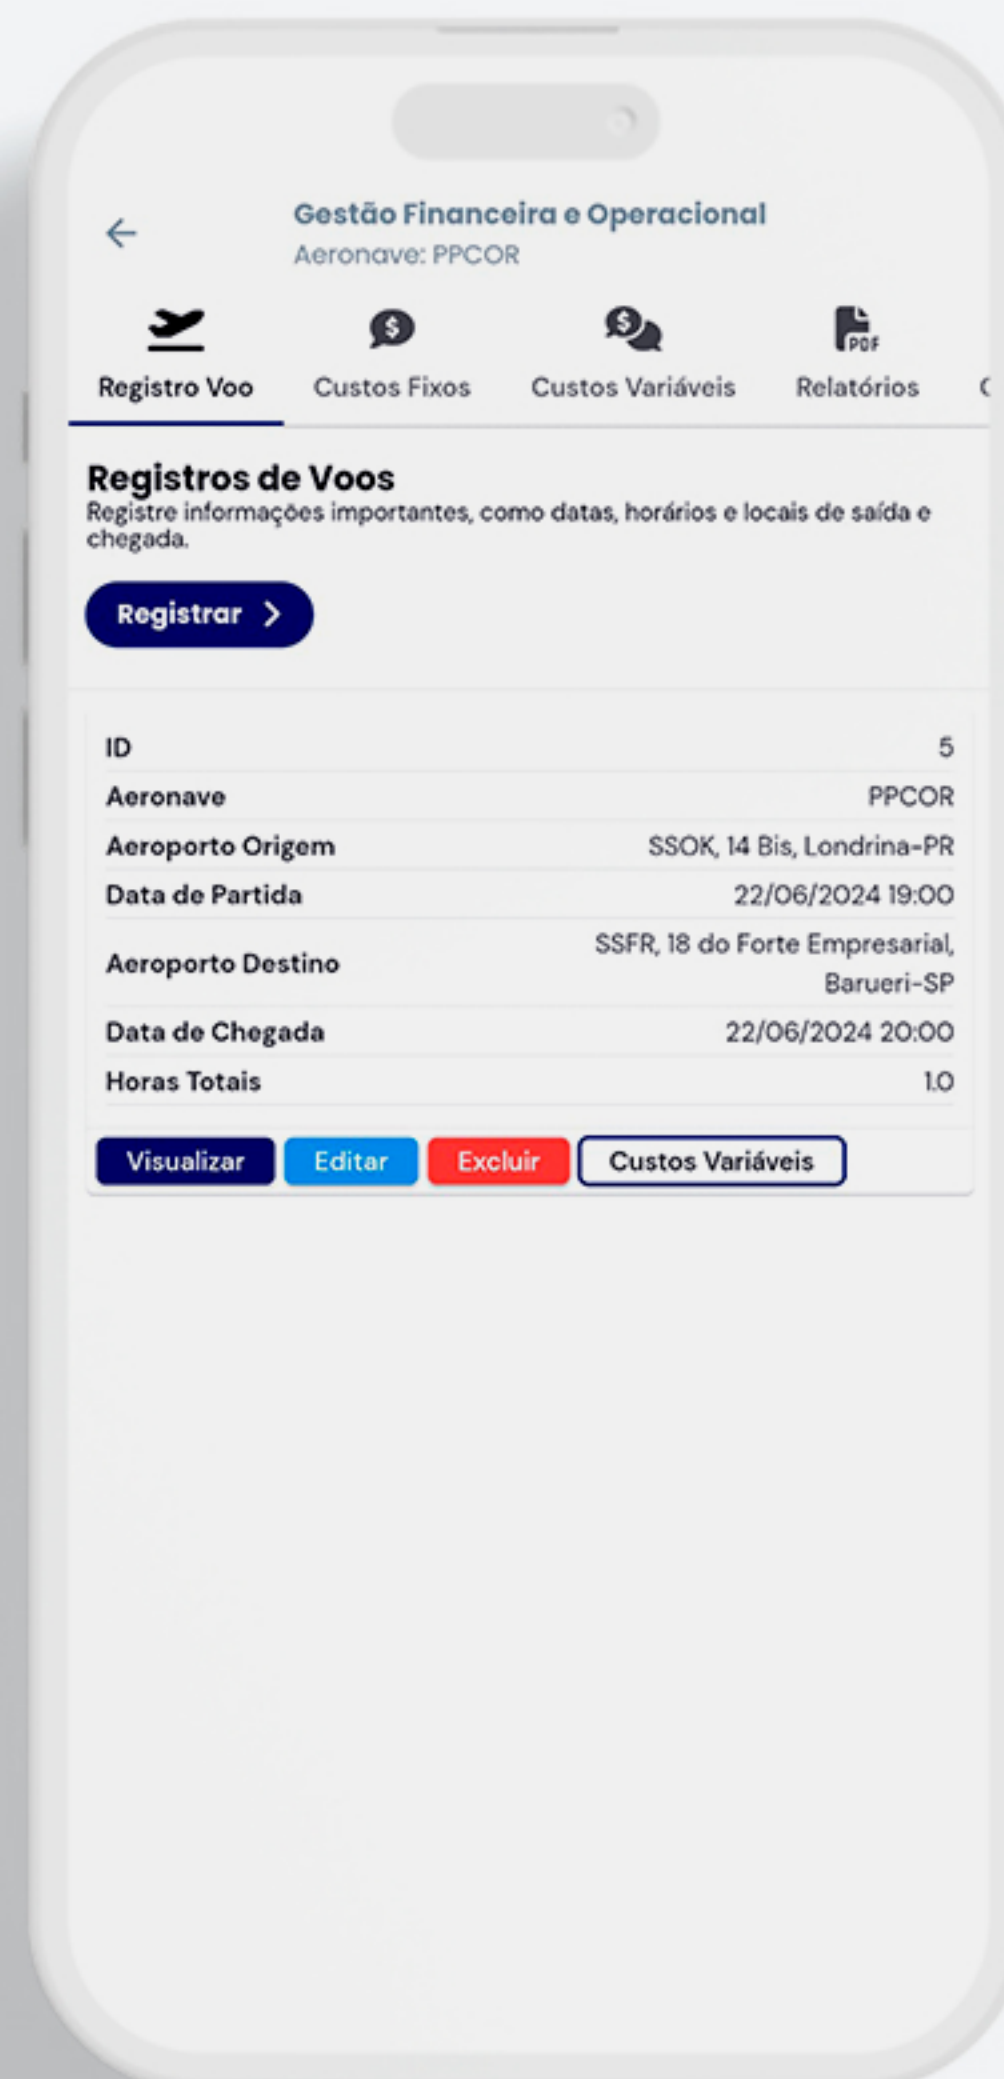 Gestão Financeira e Operacional
Aeronave: PPCOR
PDF
Registro Voo Custos Fixos Custos Variáveis Relatórios
Registros de Voos
Registre informações importantes, como datas, horários e locais de saída e
chegada.
Registrar
ID 5
Aeronave PPCOR
Aeroporto Origem SSOK, 14 Bis, Londrina-PR
Data de Partida 22/06/2024 19:00
Aeroporto Destino SSFR, 18 do Forte Empresarial,
Barueri-SP
Data de Chegada 22/06/2024 20:00
Horas Totais 1.0
Visualizar Editar Excluir Custos Variáveis